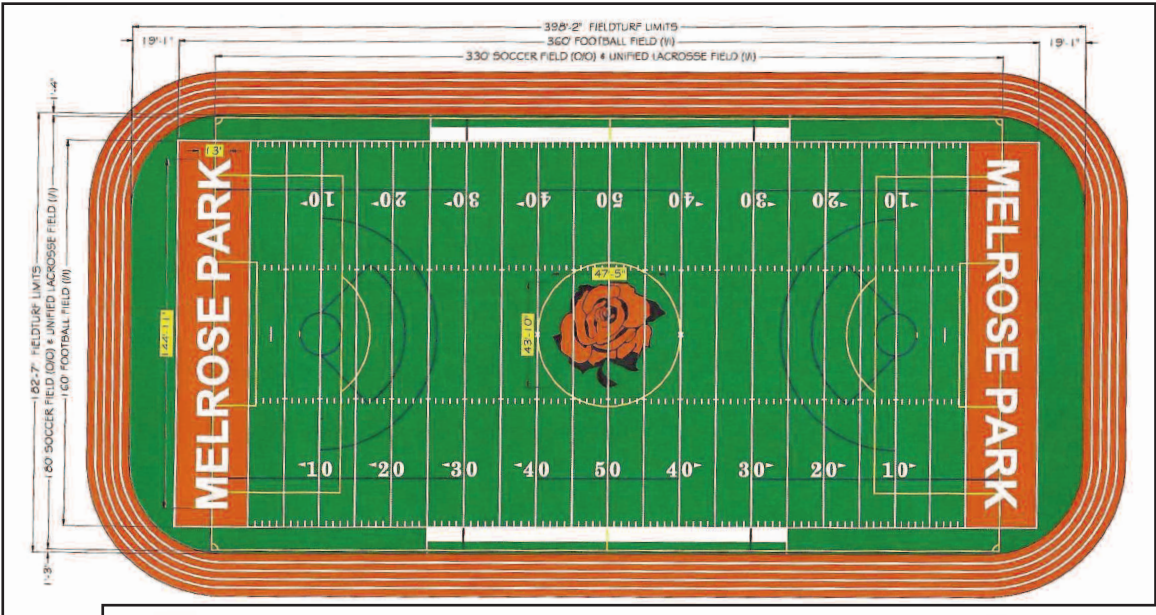 398'-2" FIELDTURF LIMITS
19'-1" 360' FOOTBALL FIELD (I/I) 19'-1"
330' SOCCER FIELD (O/O) & UNIFIED LACROSSE FIELD (I/I)
1'-4"
182'-7" FIELDTURF LIMITS
180' SOCCER FIELD (O/O) & UNIFIED LACROSSE FIELD (I/I)
160' FOOTBALL FIELD (I/I)
1'-3"
13'
144'-11"
MELROSE PARK
10 20 30 40 50 40 30 20 10
47'-5"
43'-10"
10 20 30 40 50 40 30 20 10
MELROSE PARK